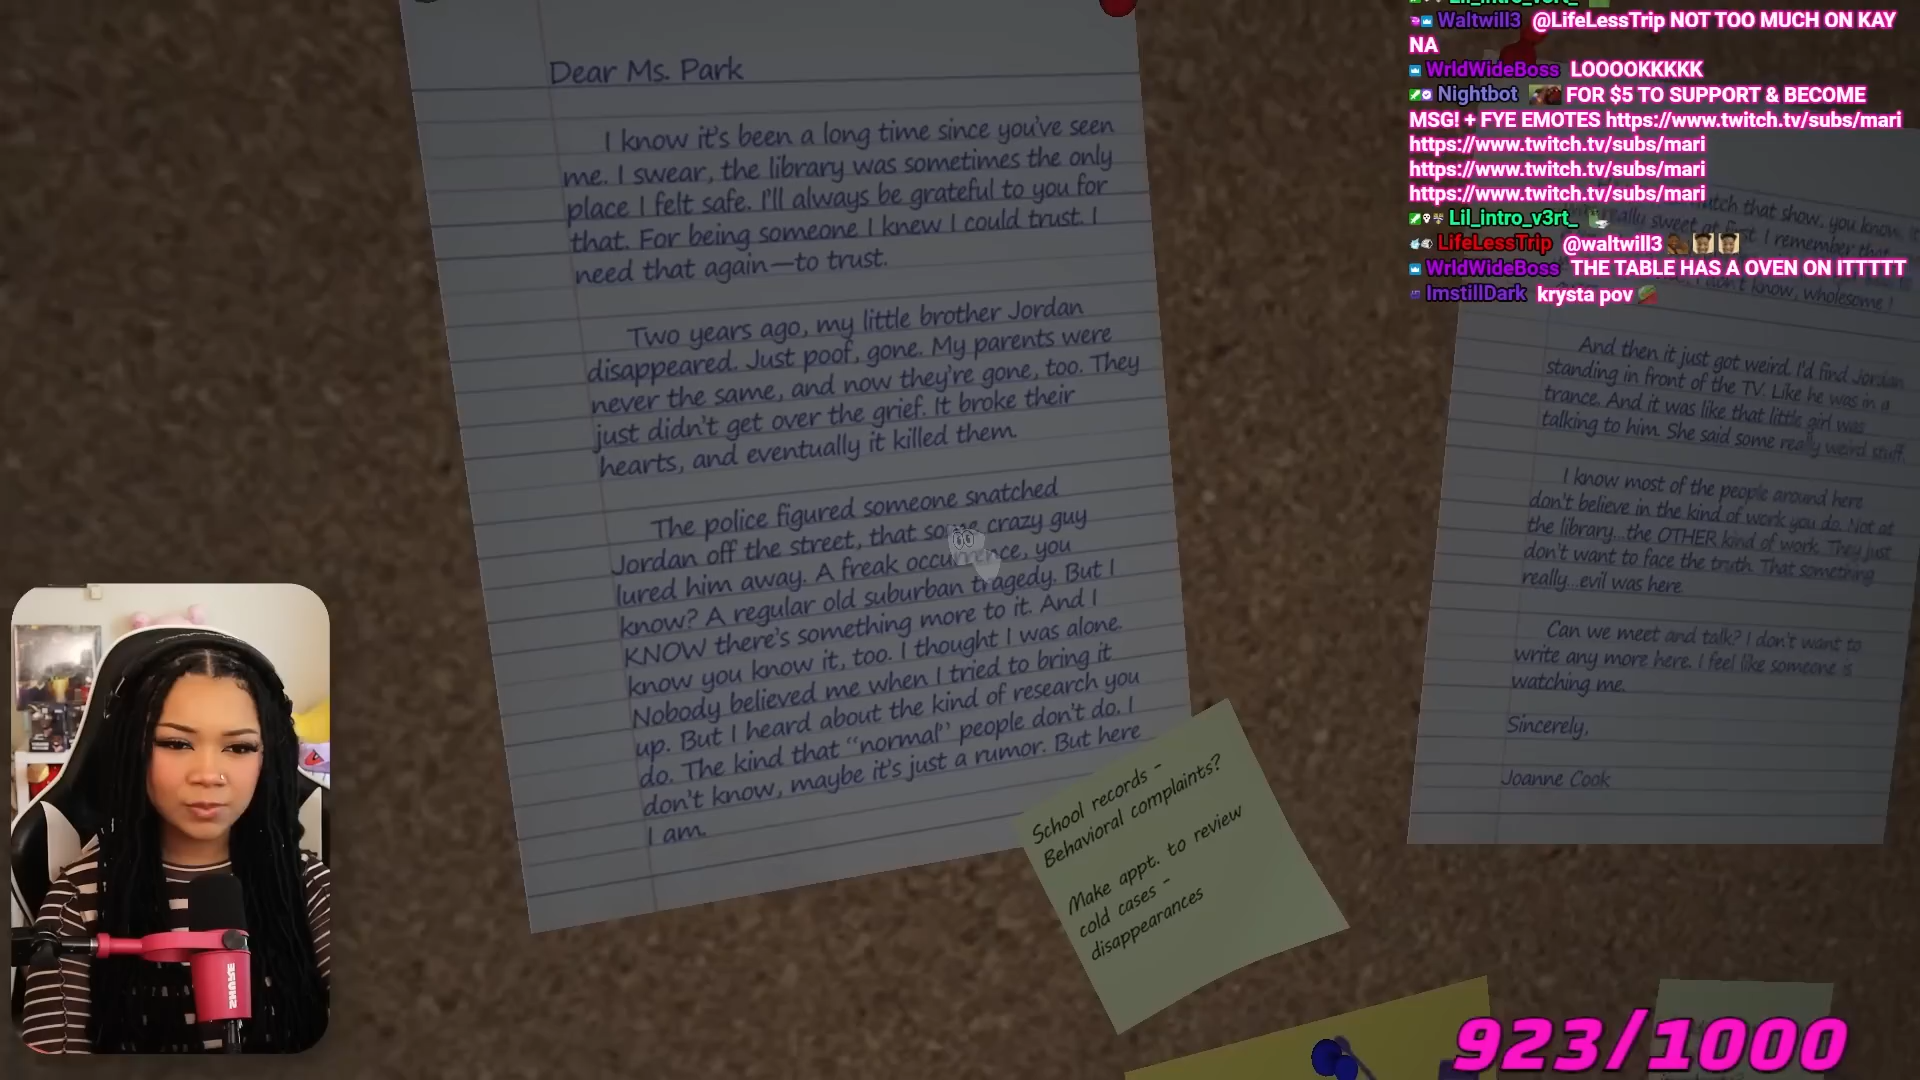 Dear Ms. Park
I know it's been a long time since you've seen
me. I swear, the library was sometimes the only
place I felt safe. I'll always be grateful to you for
that. For being someone I knew I could trust. I
need that again—to trust.
Two years ago, my little brother Jordan
disappeared. Just poof, gone. My parents were
never the same, and now they're gone, too. They
just didn't get over the grief. It broke their
hearts, and eventually it killed them.
The police figured someone snatched
Jordan off the street, that some crazy guy
lured him away. A freak occurrence, you
know? A regular old suburban tragedy. But I
KNOW there's something more to it. And I
know you know it, too. I thought I was alone.
Nobody believed me when I tried to bring it
up. But I heard about the kind of research you
do. The kind that "normal" people don't do. I
don't know, maybe it's just a rumor. But here
I am.
School records -
Behavioral complaints?
Make appt. to review
cold cases -
disappearances
Lil_intro_v3rt_
Waltwill3 @LifeLessTrip NOT TOO MUCH ON KAY
NA
WrldWideBoss LOOOOKKKKK
Nightbot FOR $5 TO SUPPORT & BECOME
MSG! + FYE EMOTES https://www.twitch.tv/subs/mari
https://www.twitch.tv/subs/mari
https://www.twitch.tv/subs/mari
https://www.twitch.tv/subs/mari
Lil_intro_v3rt_
LifeLessTrip @waltwill3
WrldWideBoss THE TABLE HAS A OVEN ON ITTTTT
ImstillDark krysta pov
watch that show, you know. It
really sweet at first. I remember that
know, wholesome!
And then it just got weird. I'd find Jordan
standing in front of the TV. Like he was in a
trance. And it was like that little girl was
talking to him. She said some really weird stuff.
I know most of the people around here
don't believe in the kind of work you do. Not at
the library...the OTHER kind of work. They just
don't want to face the truth. That something
really...evil was here.
Can we meet and talk? I don't want to
write any more here. I feel like someone is
watching me.
Sincerely,
Joanne Cook
SHURE
923/1000